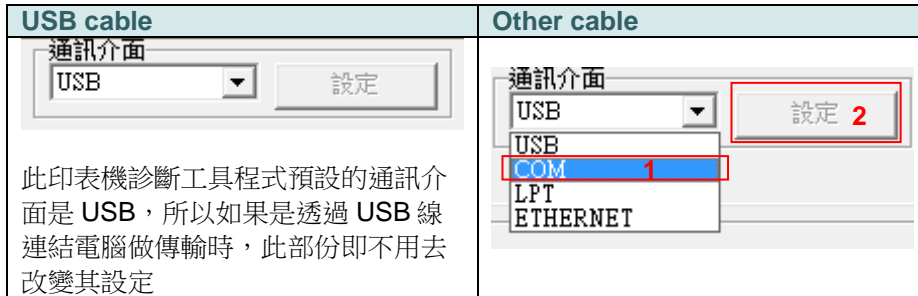 USB cable
通訊介面
USB
設定
此印表機診斷工具程式預設的通訊介
面是 USB，所以如果是透過 USB 線
連結電腦做傳輸時，此部份即不用去
改變其設定
Other cable
通訊介面
USB
設定 2
USB
COM 1
LPT
ETHERNET